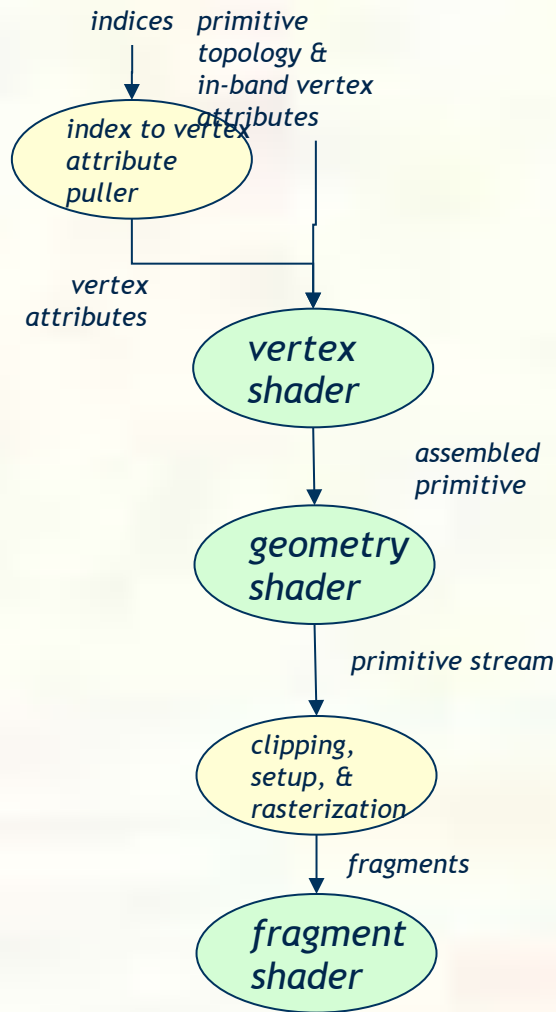 indices
primitive
topology &
in-band vertex
attributes
index to vertex
attribute
puller
vertex
attributes
vertex
shader
assembled
primitive
geometry
shader
primitive stream
clipping,
setup, &
rasterization
fragments
fragment
shader